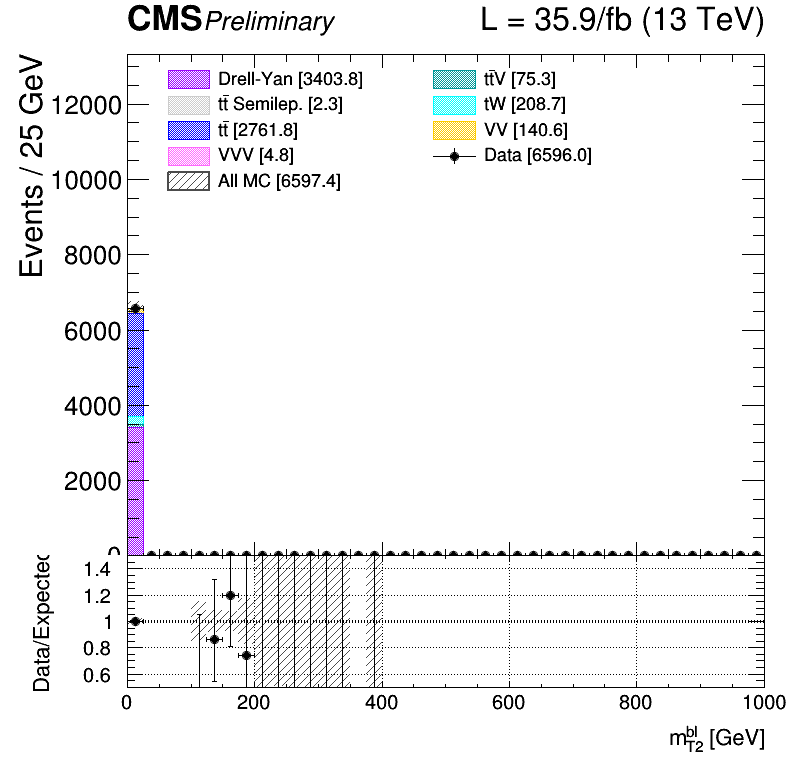 CMS Preliminary L = 35.9/fb (13 TeV)
Events / 25 GeV
Drell-Yan [3403.8]
tt̄ Semilep. [2.3]
tt̄ [2761.8]
VVV [4.8]
All MC [6597.4]
tt̄V [75.3]
tW [208.7]
VV [140.6]
Data [6596.0]
12000
10000
8000
6000
4000
2000
0
Data/Expected
1.4
1.2
1
0.8
0.6
0 200 400 600 800 1000
m_{T2}^{bl} [GeV]